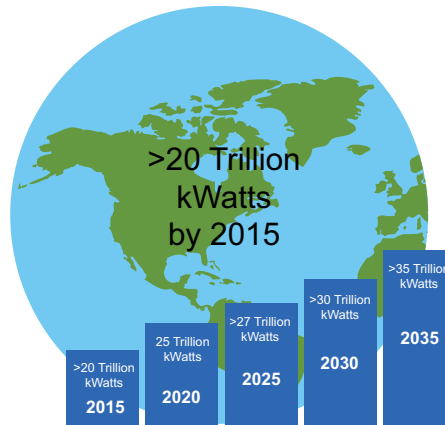 >20 Trillion
kWatts
by 2015
>20 Trillion
kWatts
2015
25 Trillion
kWatts
2020
>27 Trillion
kWatts
2025
>30 Trillion
kWatts
2030
>35 Trillion
kWatts
2035